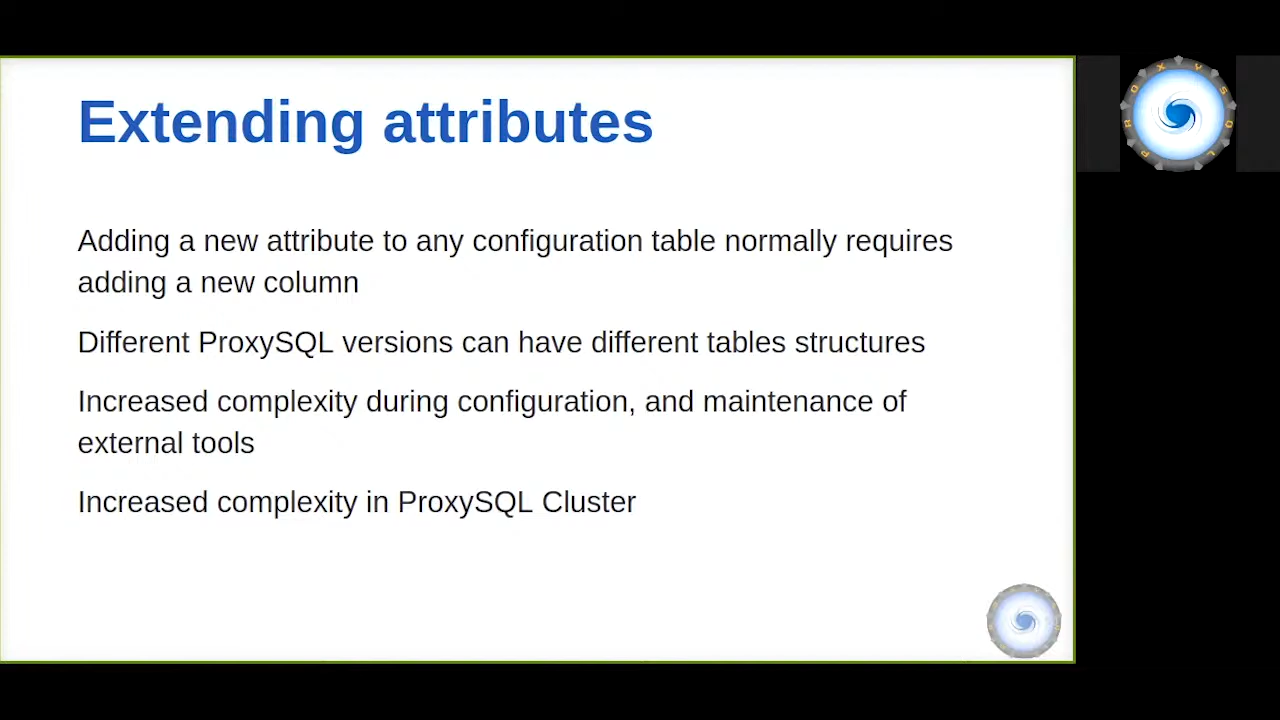 Extending attributes
Adding a new attribute to any configuration table normally requires
adding a new column
Different ProxySQL versions can have different tables structures
Increased complexity during configuration, and maintenance of
external tools
Increased complexity in ProxySQL Cluster
PROXYSQL